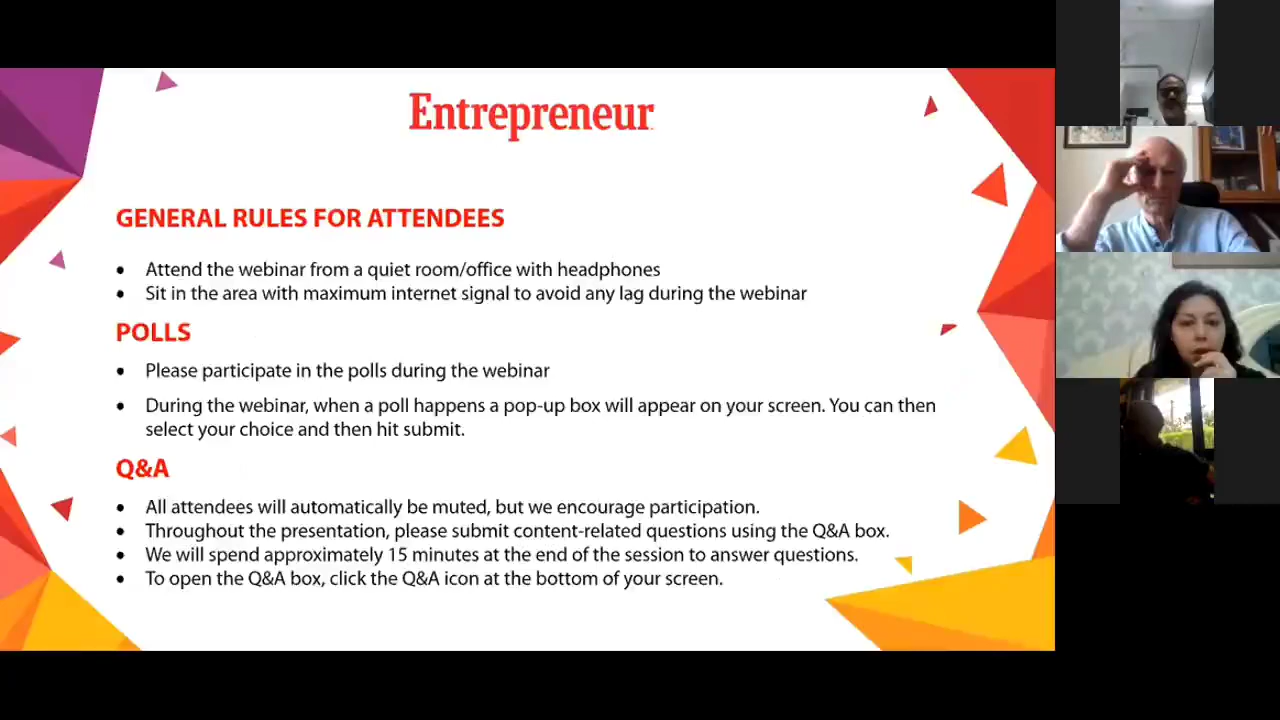 Entrepreneur
GENERAL RULES FOR ATTENDEES
• Attend the webinar from a quiet room/office with headphones
• Sit in the area with maximum internet signal to avoid any lag during the webinar
POLLS
• Please participate in the polls during the webinar
• During the webinar, when a poll happens a pop-up box will appear on your screen. You can then
select your choice and then hit submit.
Q&A
• All attendees will automatically be muted, but we encourage participation.
• Throughout the presentation, please submit content-related questions using the Q&A box.
• We will spend approximately 15 minutes at the end of the session to answer questions.
• To open the Q&A box, click the Q&A icon at the bottom of your screen.